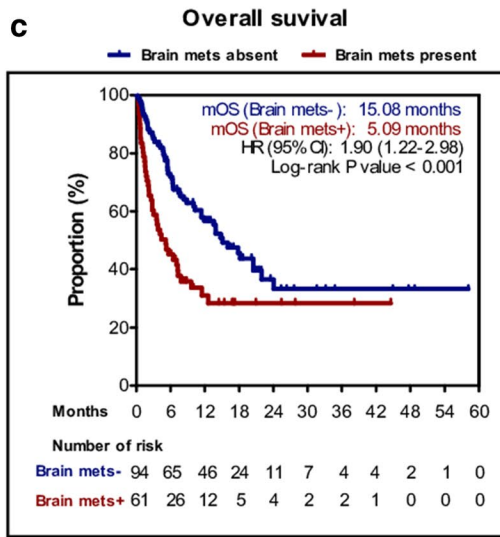 c
Overall suvival
Brain mets absent Brain mets present
mOS (Brain mets-): 15.08 months
mOS (Brain mets+): 5.09 months
HR (95% CI): 1.90 (1.22-2.98)
Log-rank P value < 0.001
Proportion (%)
100
80
60
40
20
0
Months 0 6 12 18 24 30 36 42 48 54 60
Number of risk
Brain mets- 94 65 46 24 11 7 4 4 2 1 0
Brain mets+ 61 26 12 5 4 2 2 1 0 0 0